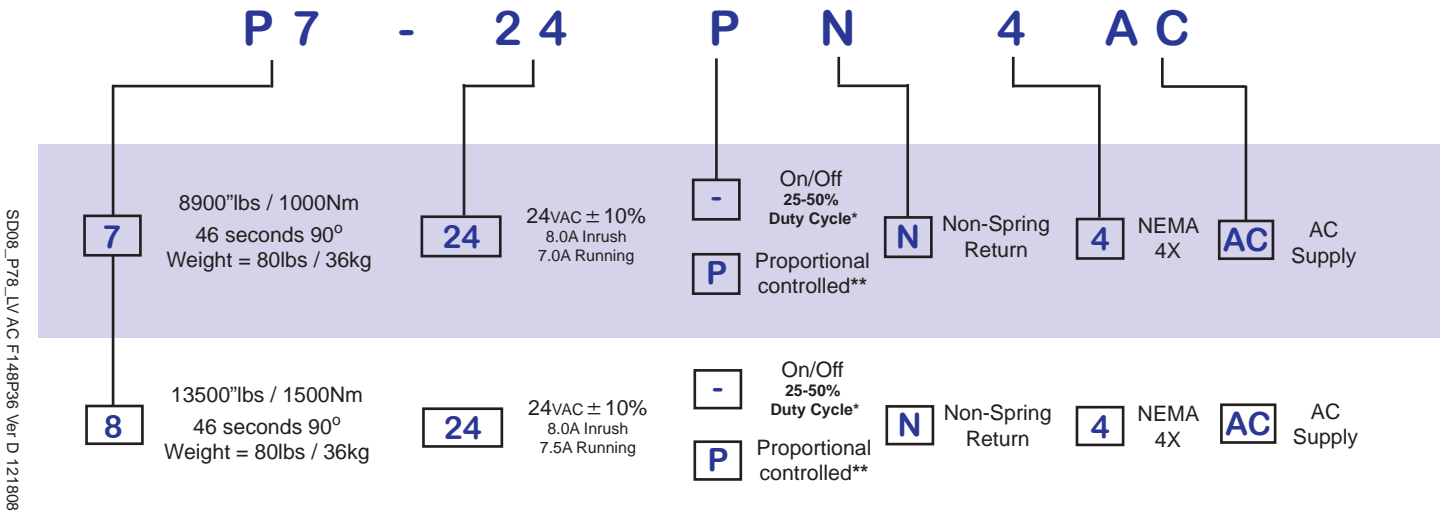 P7 - 24 P N 4 AC
7
8900"lbs / 1000Nm
46 seconds 90o
Weight = 80lbs / 36kg
24
24VAC ± 10%
8.0A Inrush
7.0A Running
-
On/Off
25-50%
Duty Cycle*
P
Proportional
controlled**
N
Non-Spring
Return
4
NEMA
4X
AC
AC
Supply
8
13500"lbs / 1500Nm
46 seconds 90o
Weight = 80lbs / 36kg
24
24VAC ± 10%
8.0A Inrush
7.5A Running
-
On/Off
25-50%
Duty Cycle*
P
Proportional
controlled**
N
Non-Spring
Return
4
NEMA
4X
AC
AC
Supply
SD08_P78_LV AC F148P36 Ver D 121808